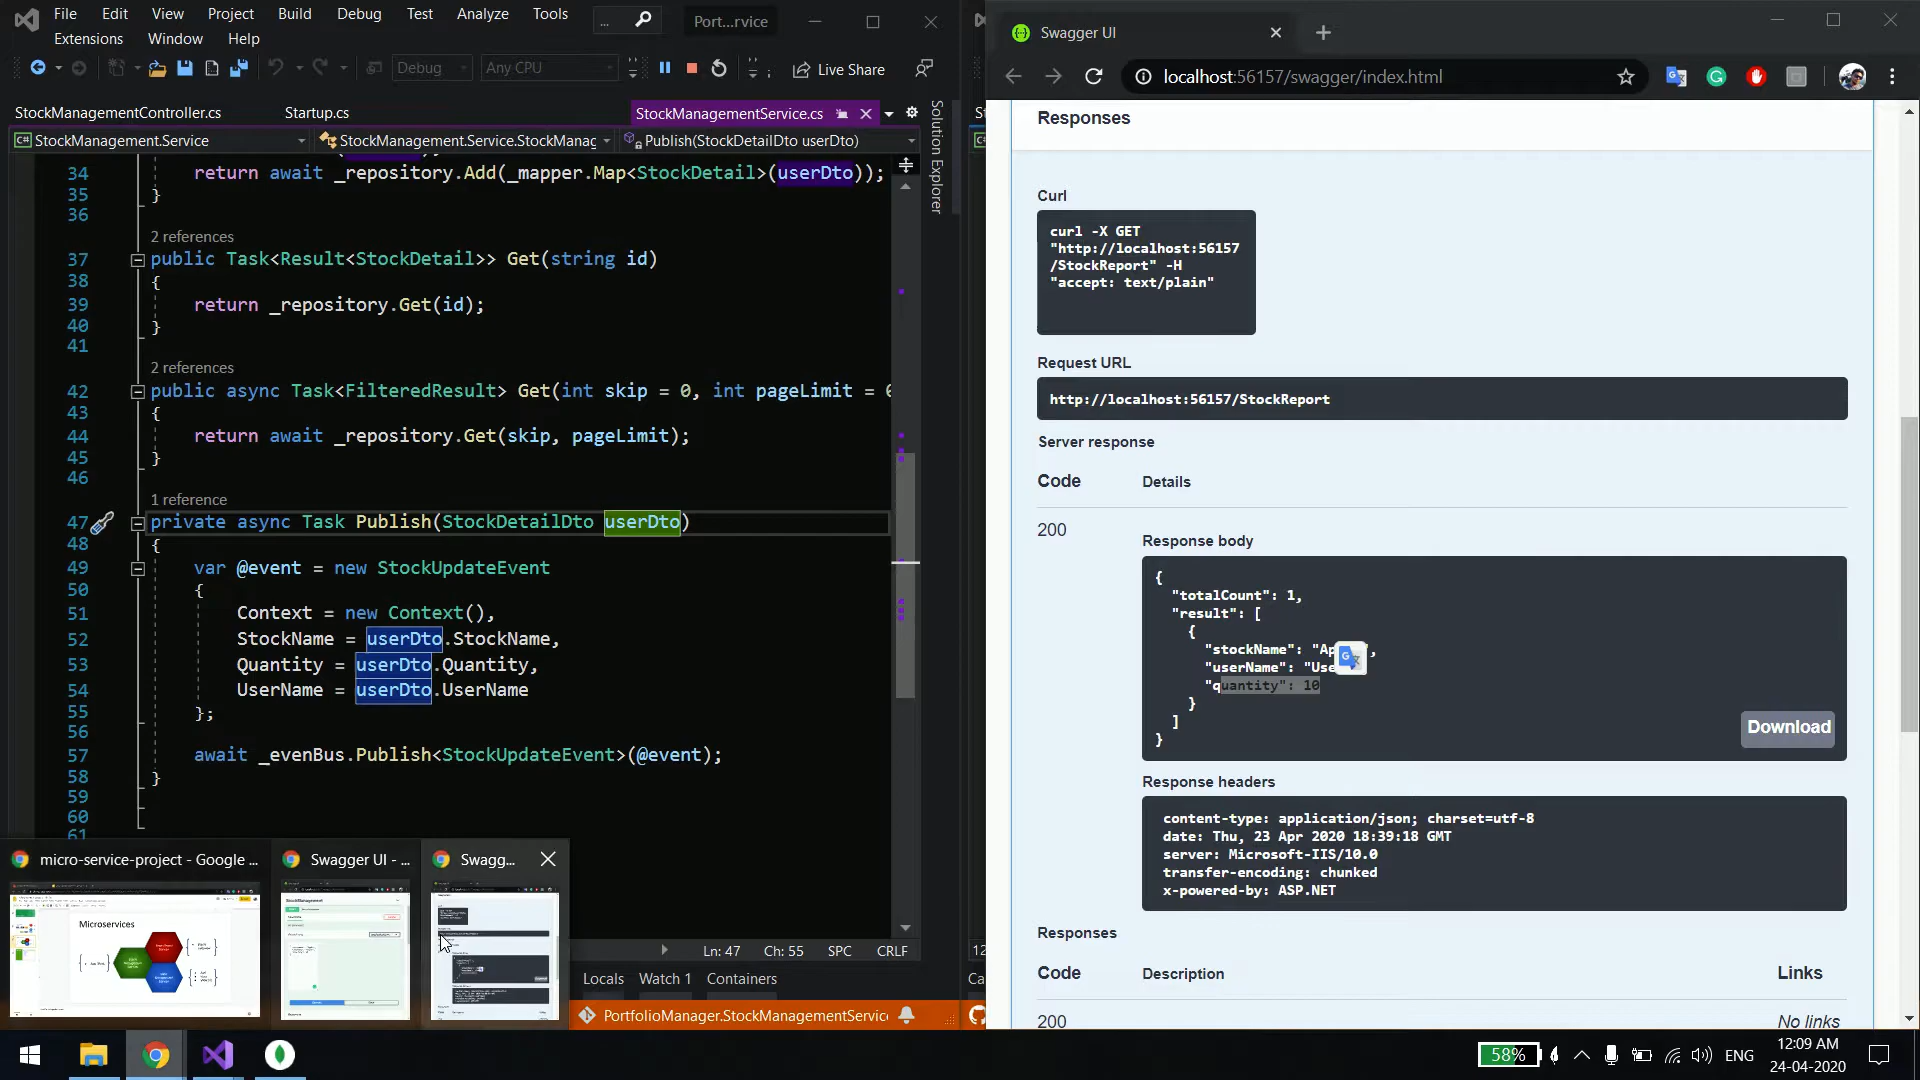 File Edit View Project Build Debug Test Analyze Tools ... Port...rvice
Extensions Window Help
Debug Any CPU Live Share
StockManagementController.cs Startup.cs StockManagementService.cs
StockManagement.Service StockManagement.Service.StockManag Publish(StockDetailDto userDto)
Solution Explorer
34 return await _repository.Add(_mapper.Map<StockDetail>(userDto));
35 }
36
2 references
37 public Task<Result<StockDetail>> Get(string id)
38 {
39 return _repository.Get(id);
40 }
41
2 references
42 public async Task<FilteredResult> Get(int skip = 0, int pageLimit = 0
43 {
44 return await _repository.Get(skip, pageLimit);
45 }
46
1 reference
47 private async Task Publish(StockDetailDto userDto)
48 {
49 var @event = new StockUpdateEvent
50 {
51 Context = new Context(),
52 StockName = userDto.StockName,
53 Quantity = userDto.Quantity,
54 UserName = userDto.UserName
55 };
56
57 await _evenBus.Publish<StockUpdateEvent>(@event);
58 }
59
60
61
Ln: 47 Ch: 55 SPC CRLF
Locals Watch 1 Containers
PortfolioManager.StockManagementService
micro-service-project - Google ... Swagger UI - ... Swagg...
Microservices
Swagger UI
localhost:56157/swagger/index.html
Responses
Curl
curl -X GET
"http://localhost:56157
/StockReport" -H
"accept: text/plain"
Request URL
http://localhost:56157/StockReport
Server response
Code Details
200
Response body
{
"totalCount": 1,
"result": [
{
"stockName": "Ap ,
"userName": "Use
"quantity": 10
}
]
}
Download
Response headers
content-type: application/json; charset=utf-8
date: Thu, 23 Apr 2020 18:39:18 GMT
server: Microsoft-IIS/10.0
transfer-encoding: chunked
x-powered-by: ASP.NET
Responses
Code Description Links
200 No links
58% ENG 12:09 AM
24-04-2020